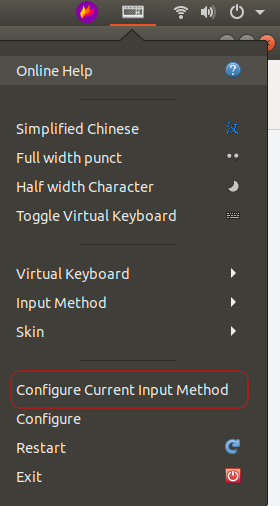 Online Help
Simplified Chinese
Full width punct
Half width Character
Toggle Virtual Keyboard
Virtual Keyboard
Input Method
Skin
Configure Current Input Method
Configure
Restart
Exit